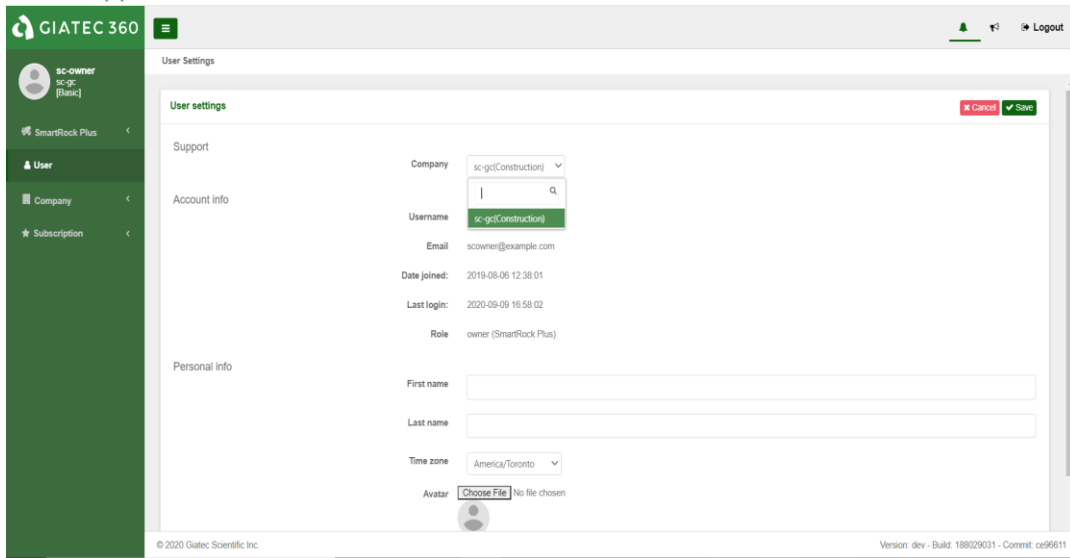 GIATEC 360
Logout
sc-owner
sc-gc
[Basic]
SmartRock Plus
User
Company
Subscription
User Settings
User settings
Cancel
Save
Support
Company
sc-gc(Construction)
sc-gc(Construction)
Account info
Username
Email
scowner@example.com
Date joined:
2019-08-06 12:38:01
Last login:
2020-09-09 16:58:02
Role
owner (SmartRock Plus)
Personal info
First name
Last name
Time zone
America/Toronto
Avatar
Choose File No file chosen
© 2020 Giatec Scientific Inc.
Version: dev - Build: 188029031 - Commit: ce96611